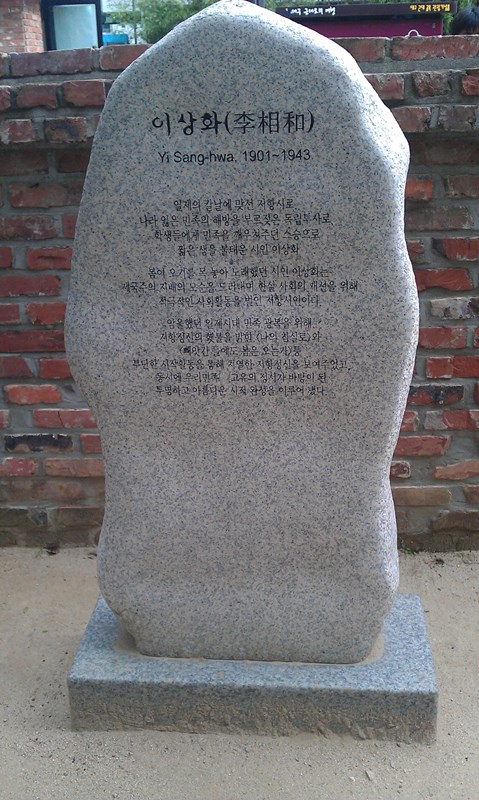 이상화(李相和)
Yi Sang-hwa, 1901~1943
일제의 칼날에 맞선 저항시로,
나라 잃은 민족의 해방을 부르짖은 독립투사로,
학생들에게 민족을 깨우쳐주던 스승으로
짧은 생을 불태운 시인 이상화.
봄이 오기를 목 놓아 노래했던 시인 이상화는
제국주의 지배의 모순을 드러내며 현실 사회의 개선을 위해
적극적인 사회활동을 벌인 저항시인이다.
암울했던 일제시대 민족 광복을 위해
저항정신의 횃불을 밝힌 〈나의 침실로〉와
〈빼앗긴 들에도 봄은 오는가〉등
부단한 시작활동을 통해 치열한 저항정신을 보여주었고,
동시에 우리민족 고유의 정서가 바탕이 된
특별하고 아름다운 시적 완성을 이루어 냈다.